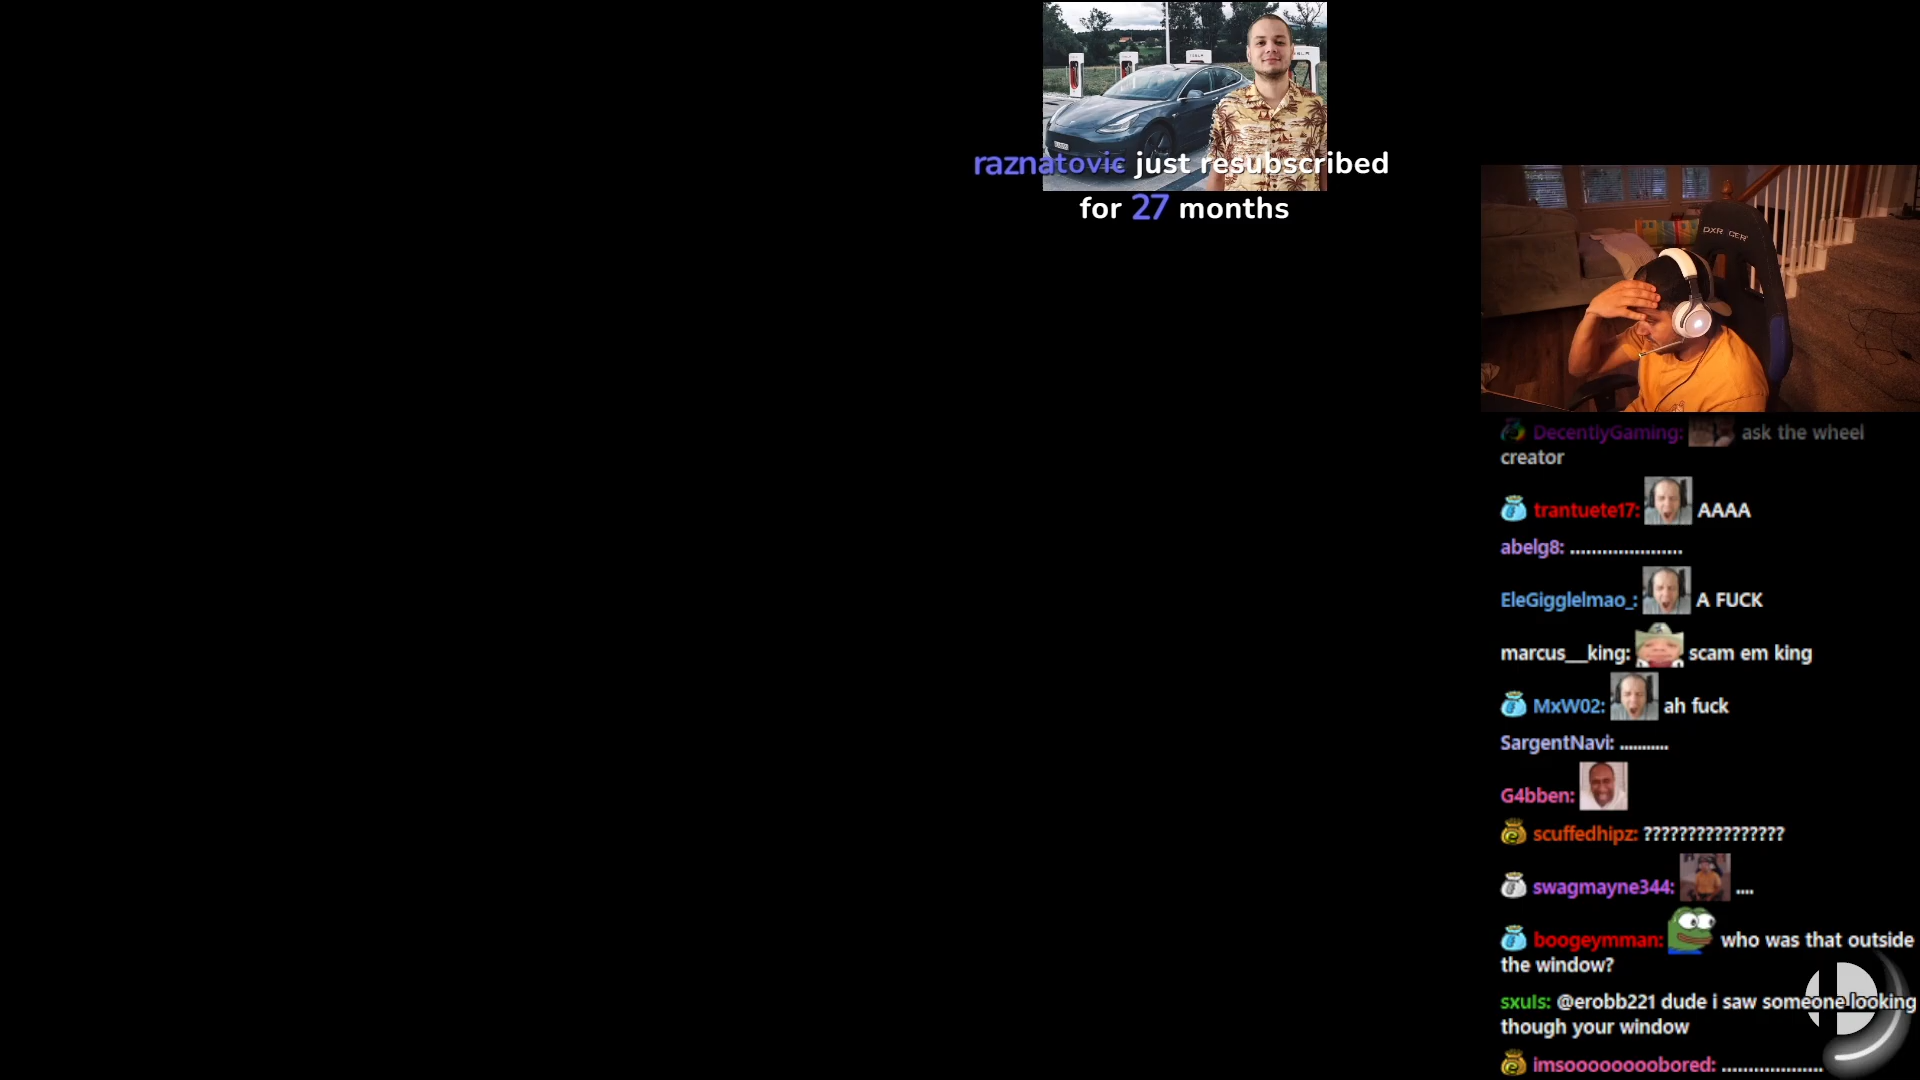 raznatovic just resubscribed
for 27 months
DXRACER
DecentlyGaming: ask the wheel
creator
trantuete17: AAAA
abelg8: .....................
EleGigglelmao_: A FUCK
marcus__king: scam em king
MxW02: ah fuck
SargentNavi: ...........
G4bben:
scuffedhipz: ????????????????
swagmayne344: ....
boogeymman: who was that outside
the window?
sxuls: @erobb221 dude i saw someone looking
though your window
imsoooooooobored: ...................